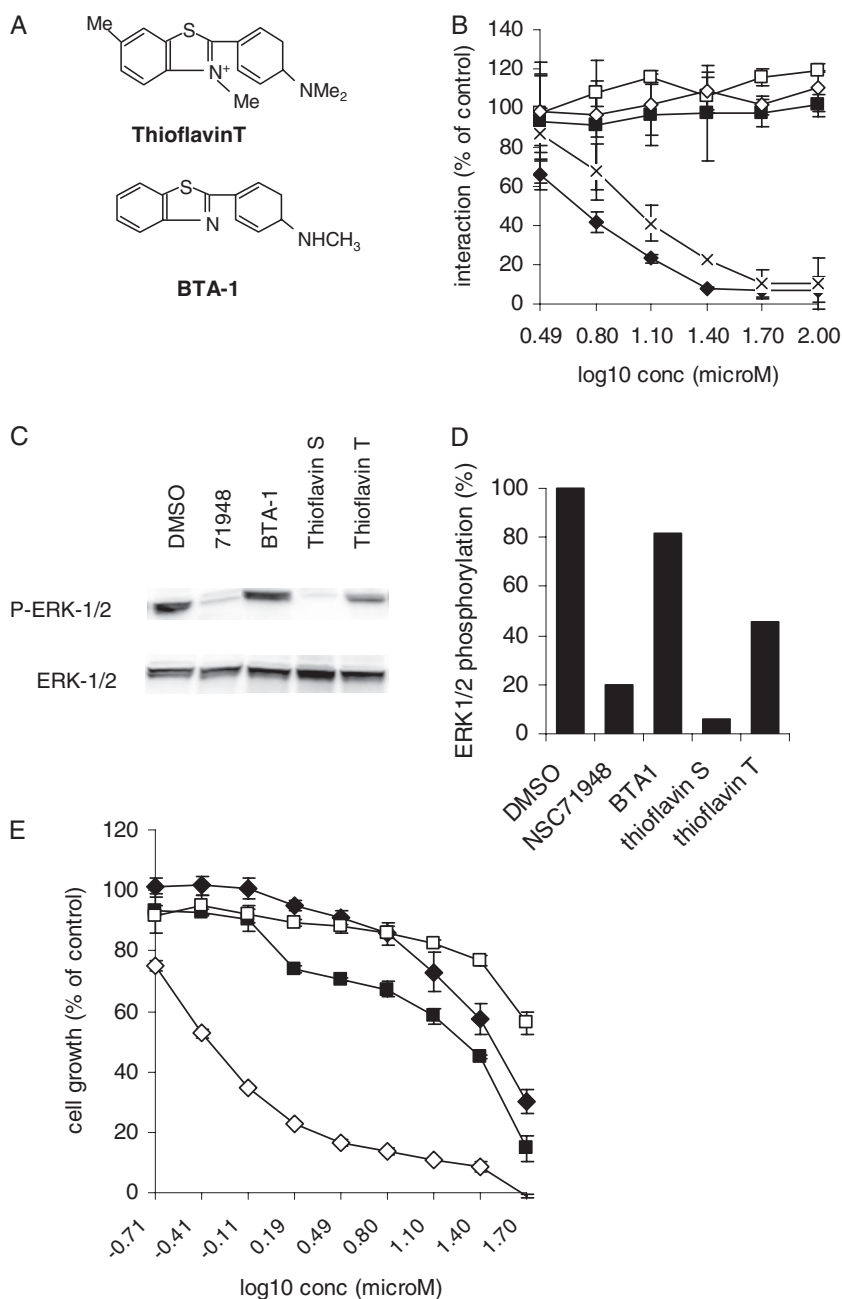 A
Me
S
N+
Me
NMe2
ThioflavinT
S
N
NHCH3
BTA-1
B
interaction (% of control)
140
120
100
80
60
40
20
0
0.49 0.80 1.10 1.40 1.70 2.00
log10 conc (microM)
C
DMSO
71948
BTA-1
Thioflavin S
Thioflavin T
P-ERK-1/2
ERK-1/2
D
ERK1/2 phosphorylation (%)
100
80
60
40
20
0
DMSO
NSC71948
BTA1
thioflavin S
thioflavin T
E
cell growth (% of control)
120
100
80
60
40
20
0
-0.71 -0.41 -0.11 0.19 0.49 0.80 1.10 1.40 1.70
log10 conc (microM)